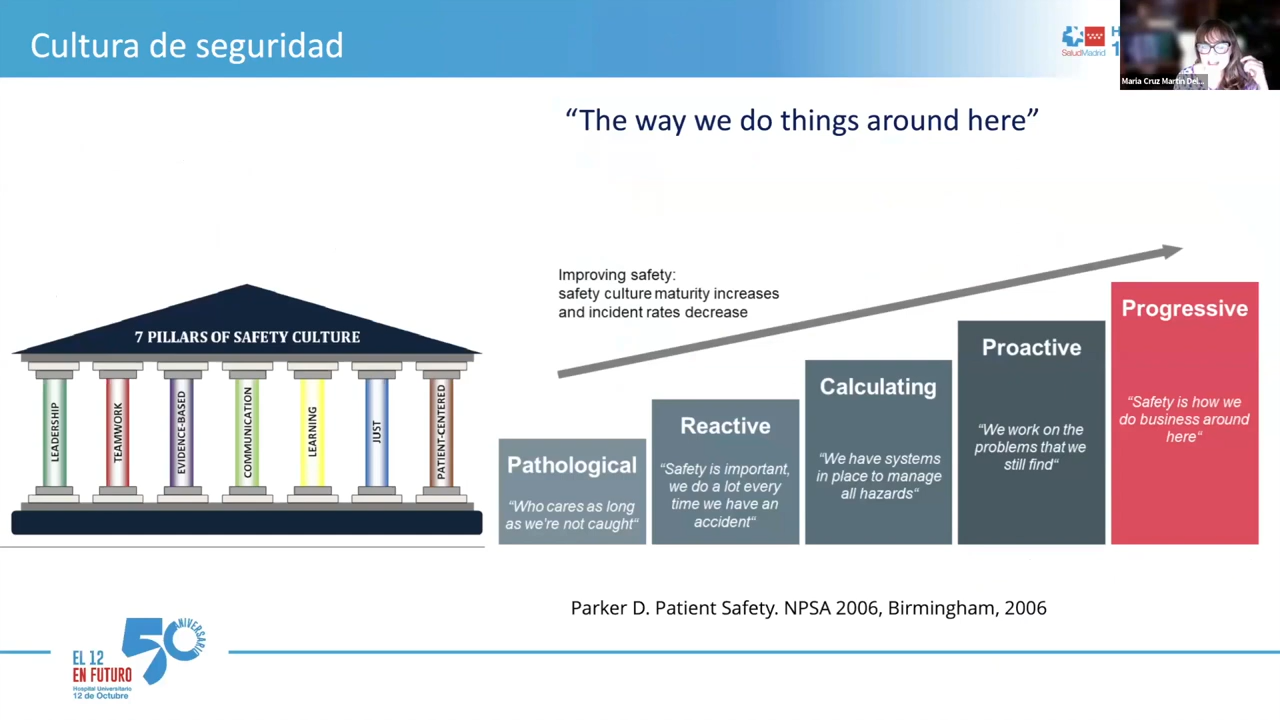 Cultura de seguridad
SaludMadrid
H
1
Maria Cruz Martin Del...
“The way we do things around here”
Improving safety:
safety culture maturity increases
and incident rates decrease
7 PILLARS OF SAFETY CULTURE
LEADERSHIP
TEAMWORK
EVIDENCE-BASED
COMMUNICATION
LEARNING
JUST
PATIENT-CENTERED
Pathological
“Who cares as long
as we're not caught“
Reactive
“Safety is important,
we do a lot every
time we have an
accident“
Calculating
“We have systems
in place to manage
all hazards“
Proactive
“We work on the
problems that we
still find“
Progressive
“Safety is how we
do business around
here“
Parker D. Patient Safety. NPSA 2006, Birmingham, 2006
EL 12
EN FUTURO
Hospital Universitario
12 de Octubre
50
ANIVERSARIO